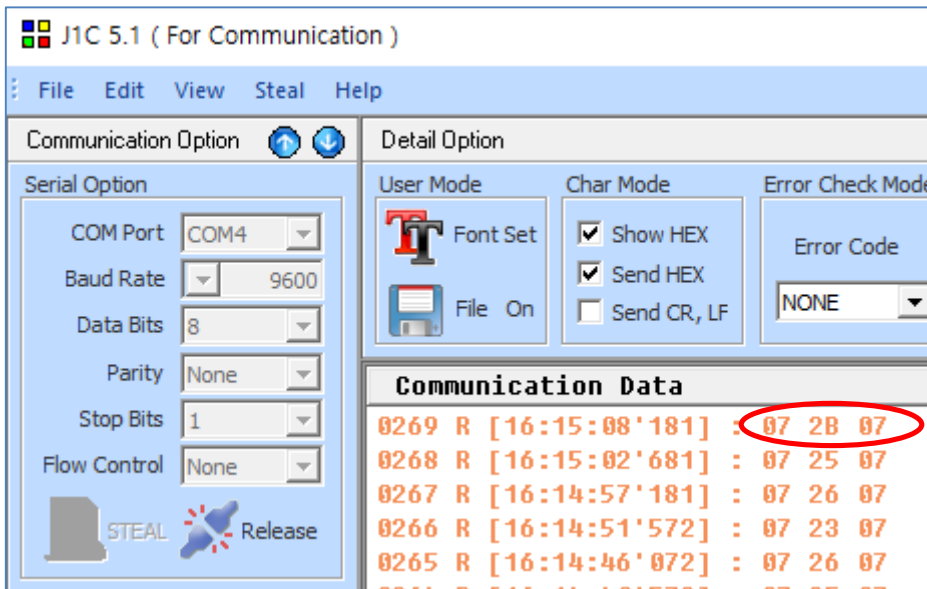 J1C 5.1 ( For Communication )
File Edit View Steal Help
Communication Option
Serial Option
COM Port COM4
Baud Rate 9600
Data Bits 8
Parity None
Stop Bits 1
Flow Control None
STEAL Release
Detail Option
User Mode
Font Set
File On
Char Mode
Show HEX
Send HEX
Send CR, LF
Error Check Mode
Error Code
NONE
Communication Data
0269 R [16:15:08'181] : 07 2B 07
0268 R [16:15:02'681] : 07 25 07
0267 R [16:14:57'181] : 07 26 07
0266 R [16:14:51'572] : 07 23 07
0265 R [16:14:46'072] : 07 26 07